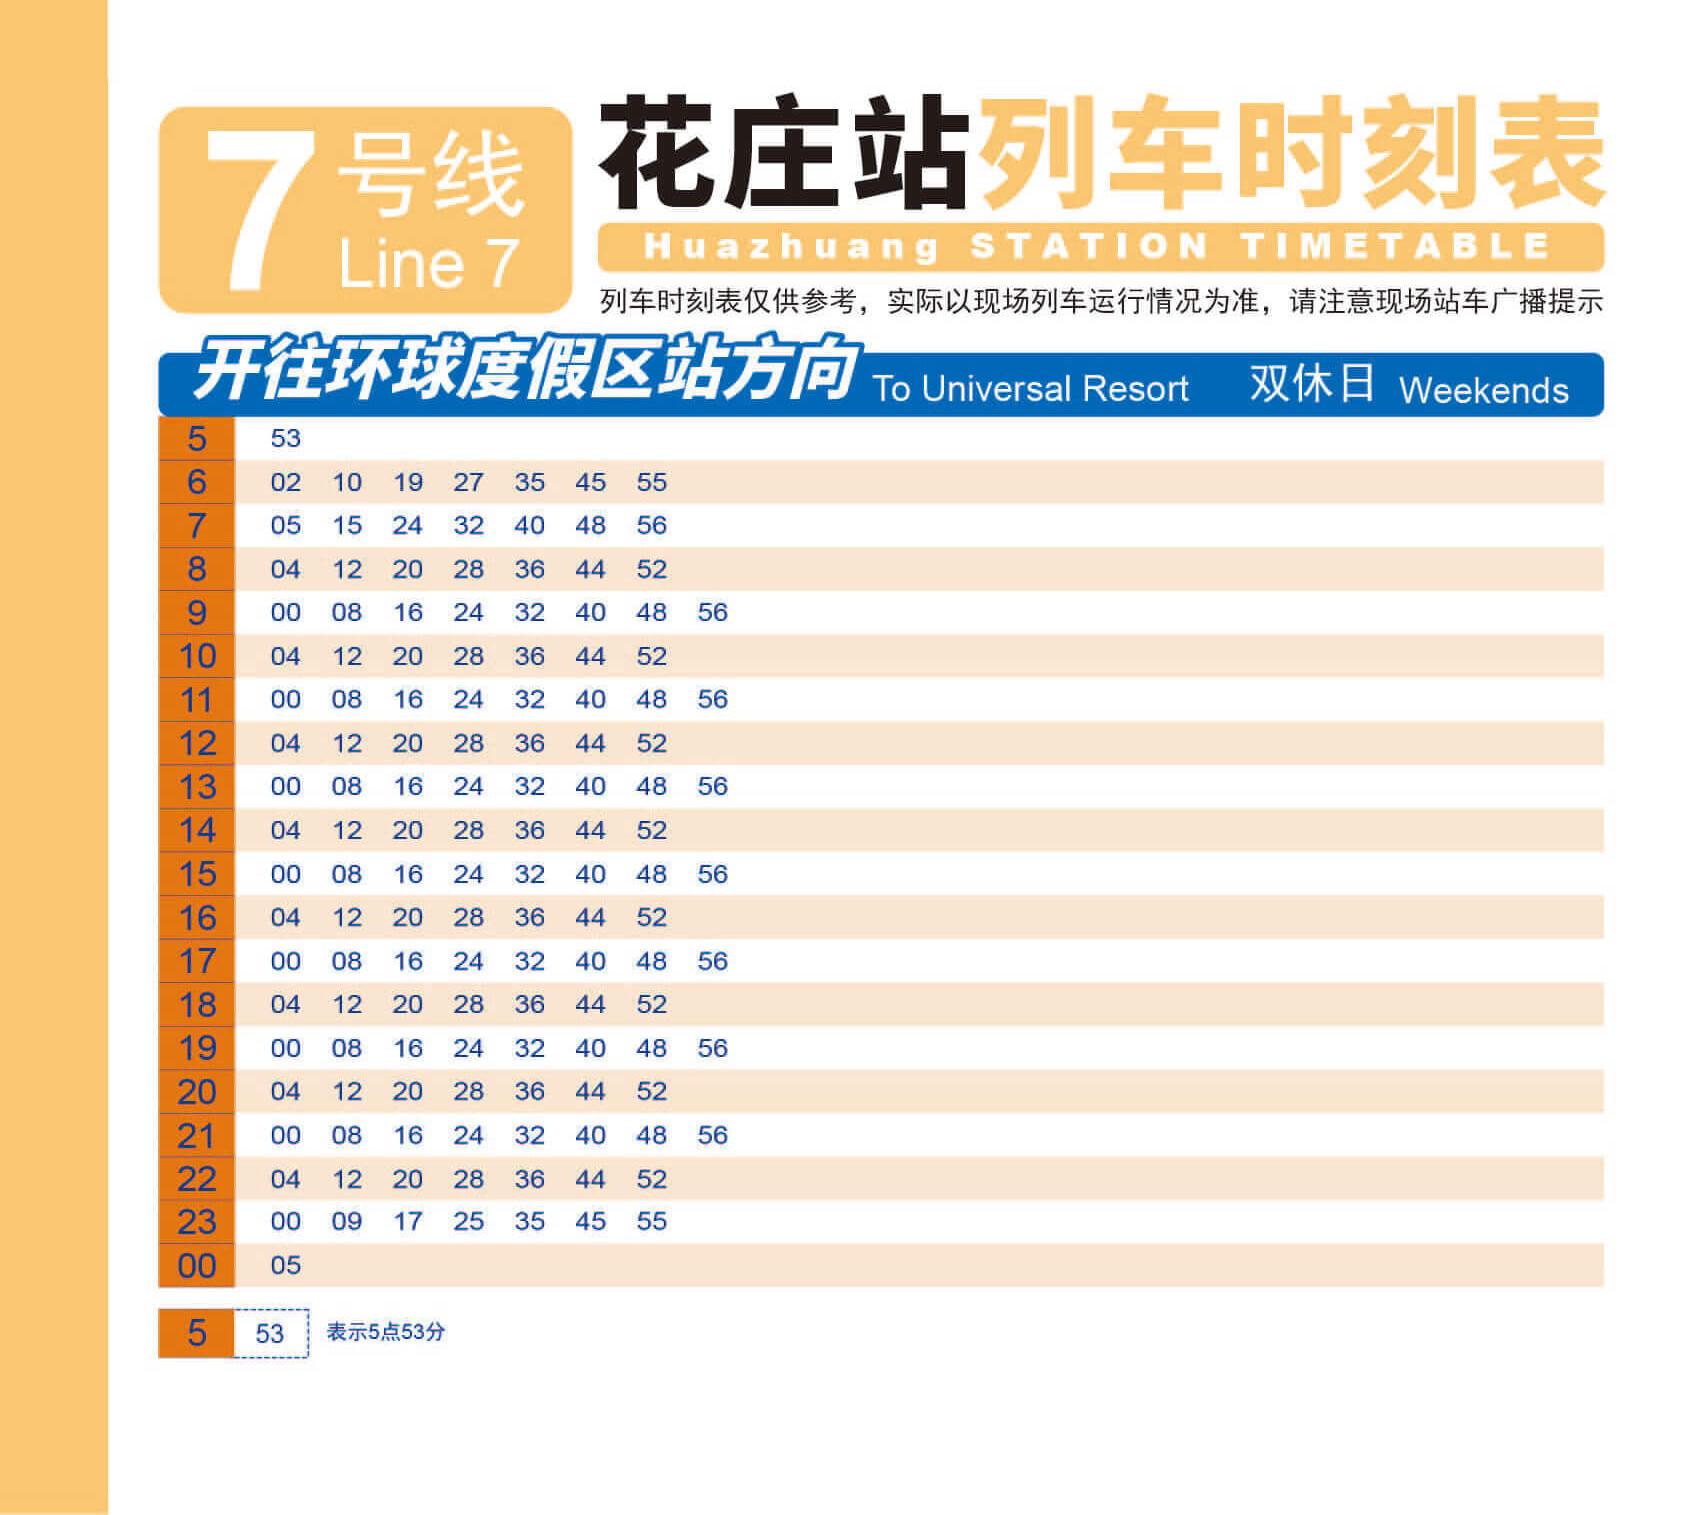 7号线
Line 7
花庄站列车时刻表
Huazhuang STATION TIMETABLE
列车时刻表仅供参考，实际以现场列车运行情况为准，请注意现场站车广播提示
开往环球度假区站方向 To Universal Resort 双休日 Weekends
5 53
6 02 10 19 27 35 45 55
7 05 15 24 32 40 48 56
8 04 12 20 28 36 44 52
9 00 08 16 24 32 40 48 56
10 04 12 20 28 36 44 52
11 00 08 16 24 32 40 48 56
12 04 12 20 28 36 44 52
13 00 08 16 24 32 40 48 56
14 04 12 20 28 36 44 52
15 00 08 16 24 32 40 48 56
16 04 12 20 28 36 44 52
17 00 08 16 24 32 40 48 56
18 04 12 20 28 36 44 52
19 00 08 16 24 32 40 48 56
20 04 12 20 28 36 44 52
21 00 08 16 24 32 40 48 56
22 04 12 20 28 36 44 52
23 00 09 17 25 35 45 55
00 05
5 53 表示5点53分